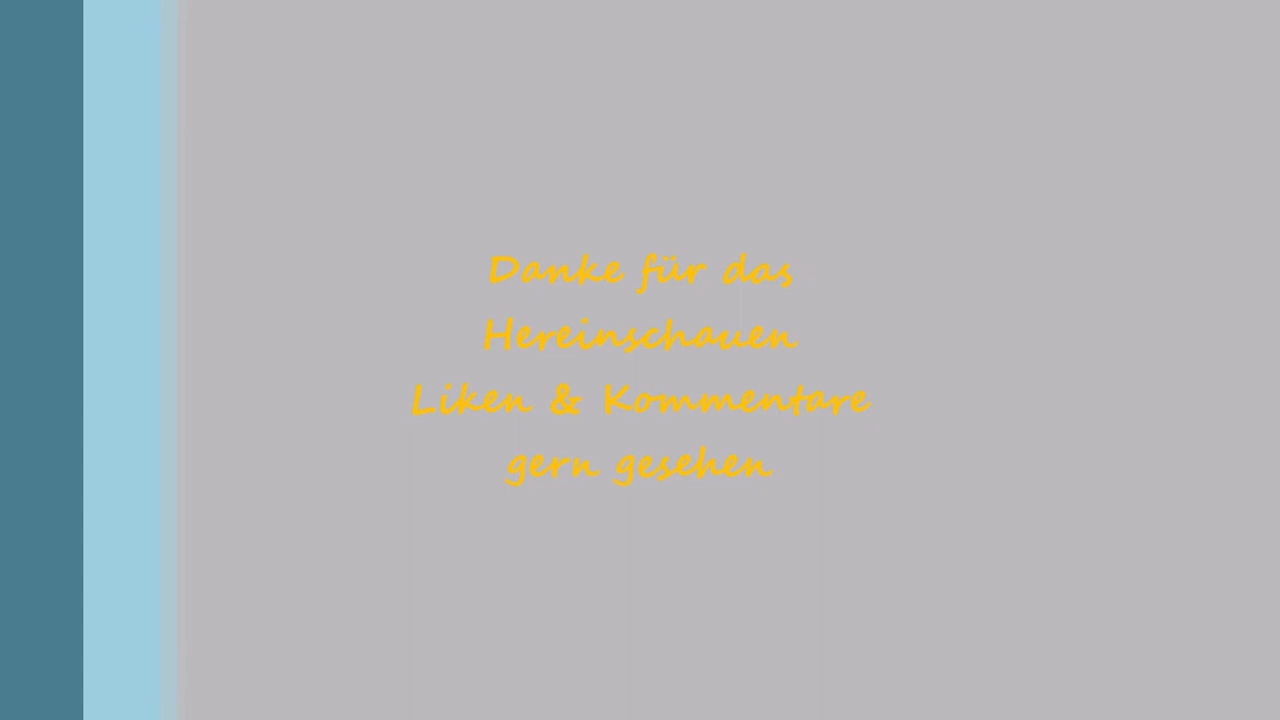 Danke für das
Hereinschauen
Liken & Kommentare
gern gesehen